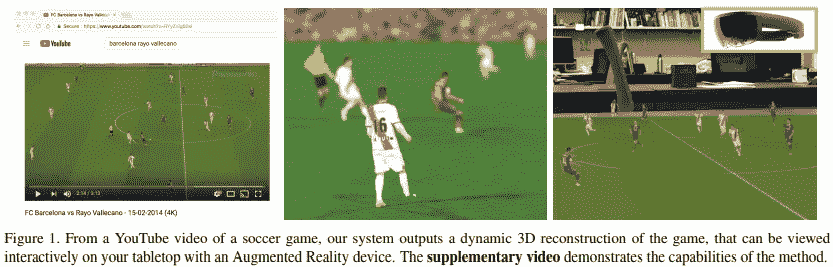 FC Barcelona vs Rayo Vallecano
YouTube
barcelona rayo vallecano
Panasonic
FC Barcelona vs Rayo Vallecano - 15-02-2014 (4K)
6
Figure 1. From a YouTube video of a soccer game, our system outputs a dynamic 3D reconstruction of the game, that can be viewed
interactively on your tabletop with an Augmented Reality device. The supplementary video demonstrates the capabilities of the method.